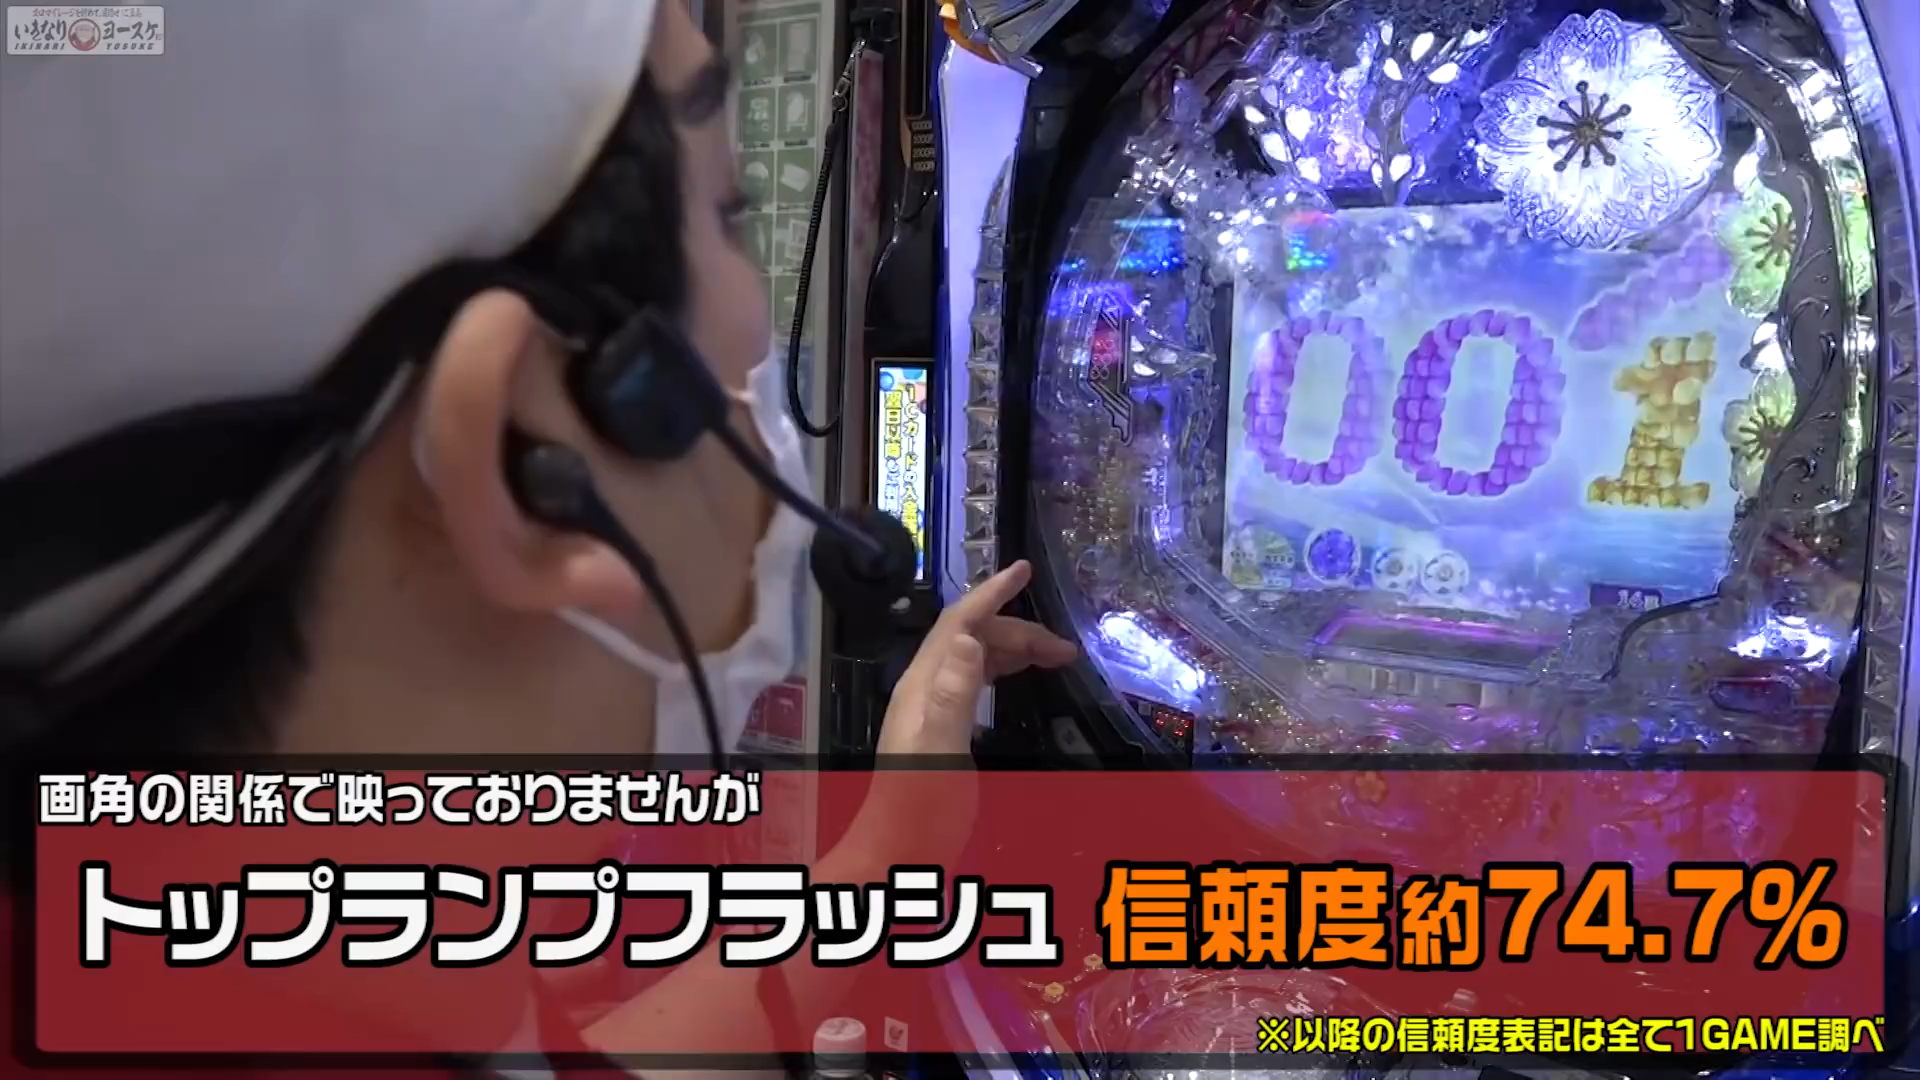 いきなりヨースケ
IKINARI YOSUKE
001
画角の関係で映っておりませんが
トップランプフラッシュ 信頼度約74.7%
※以降の信頼度表記は全て1GAME調べ